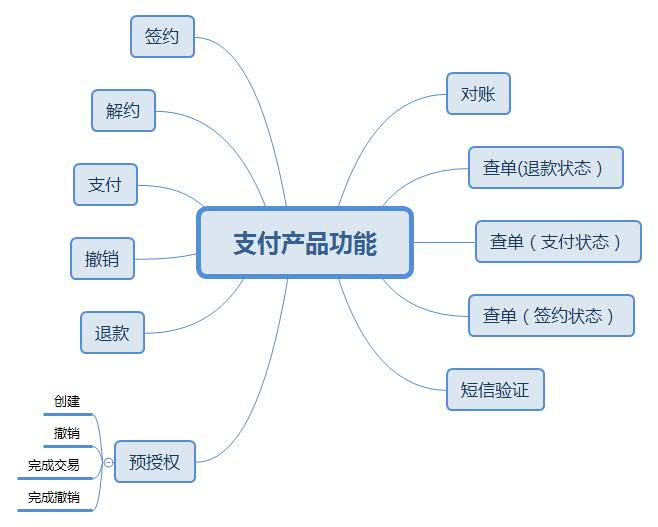 签约
解约
支付
撤销
退款
预授权
创建
撤销
完成交易
完成撤销
支付产品功能
对账
查单(退款状态）
查单（支付状态）
查单（签约状态）
短信验证